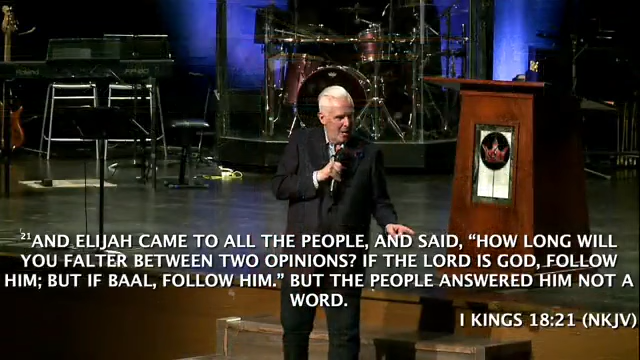 Roland
²¹AND ELIJAH CAME TO ALL THE PEOPLE, AND SAID, “HOW LONG WILL
YOU FALTER BETWEEN TWO OPINIONS? IF THE LORD IS GOD, FOLLOW
HIM; BUT IF BAAL, FOLLOW HIM.” BUT THE PEOPLE ANSWERED HIM NOT A
WORD.
I KINGS 18:21 (NKJV)